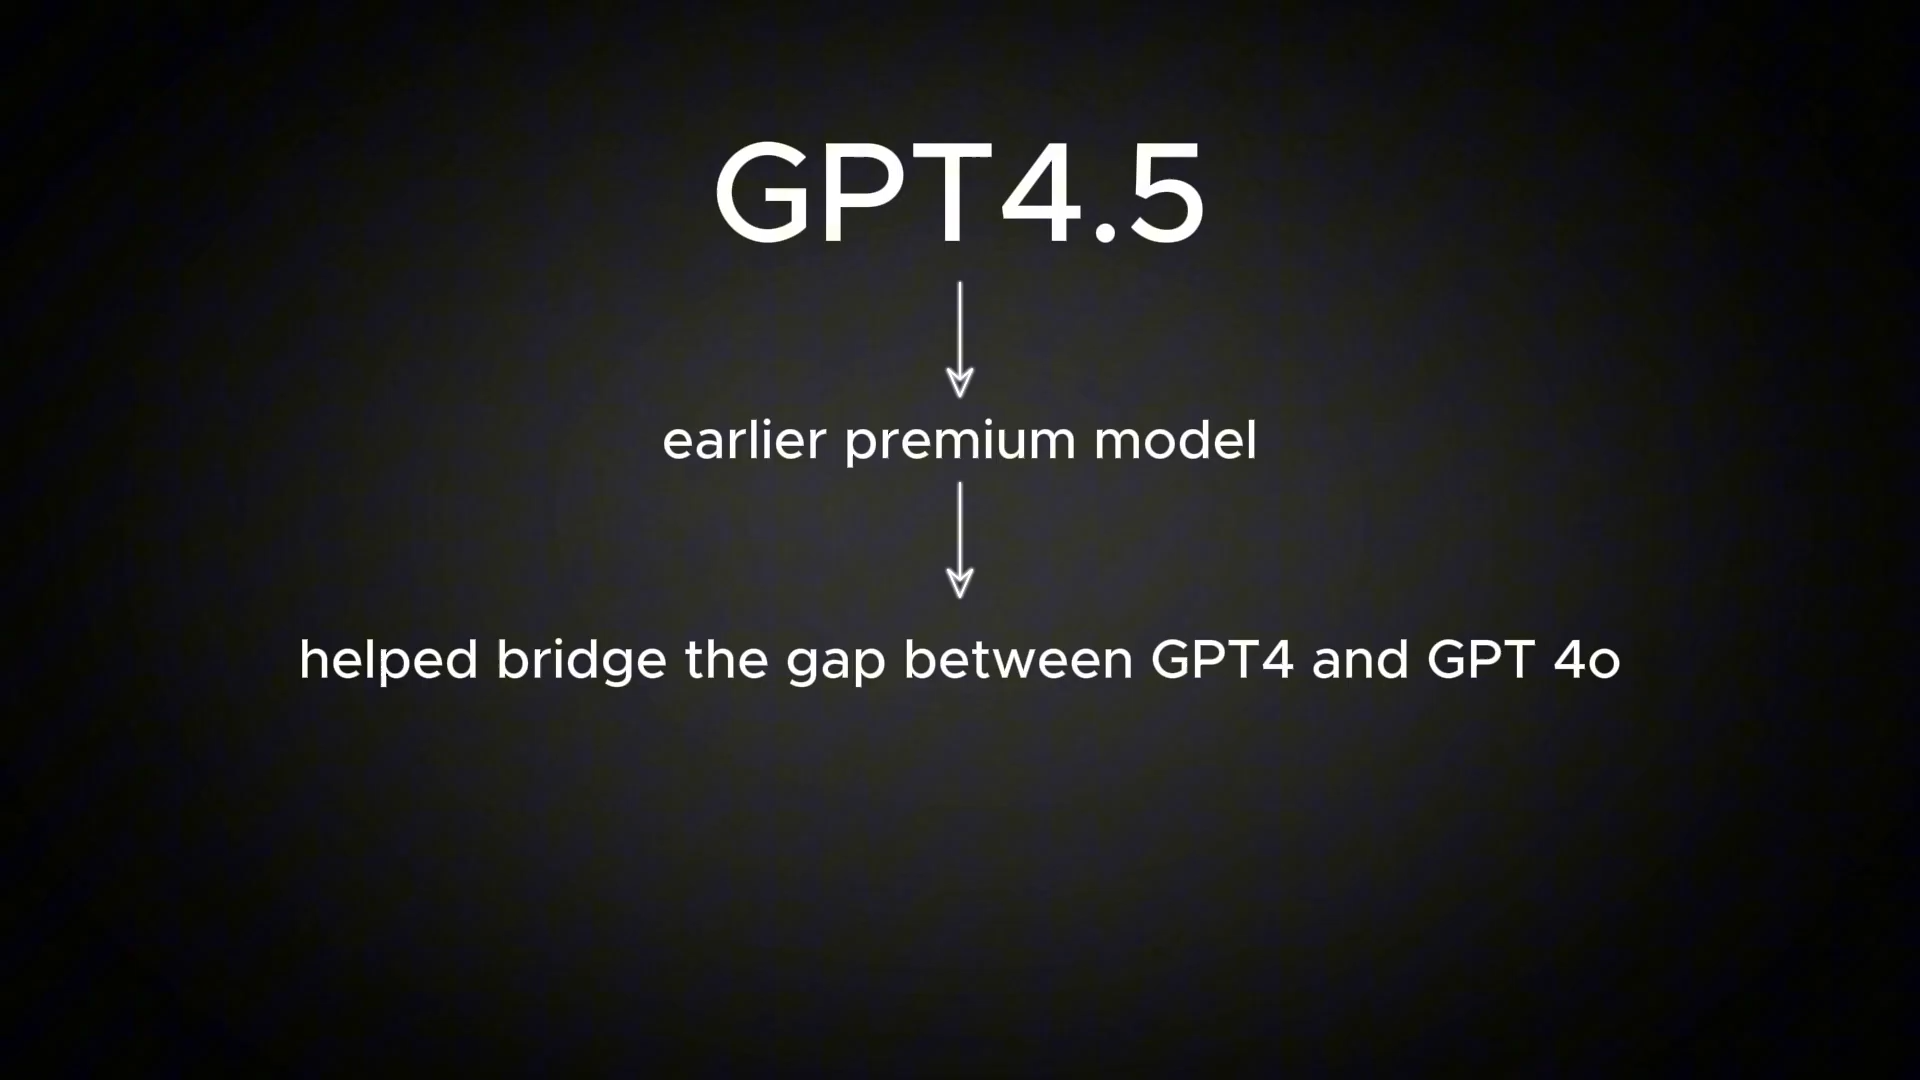 GPT4.5
earlier premium model
helped bridge the gap between GPT4 and GPT 4o